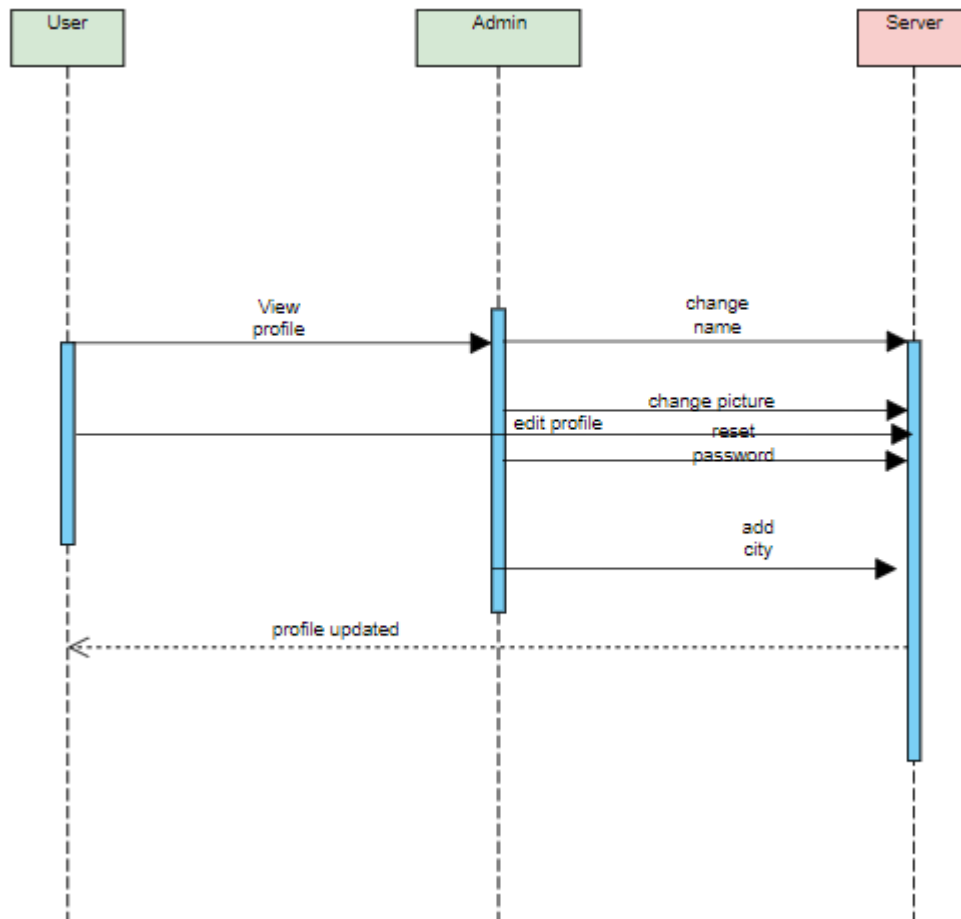 User
Admin
Server
View
profile
change
name
change picture
edit profile
reset
password
add
city
profile updated